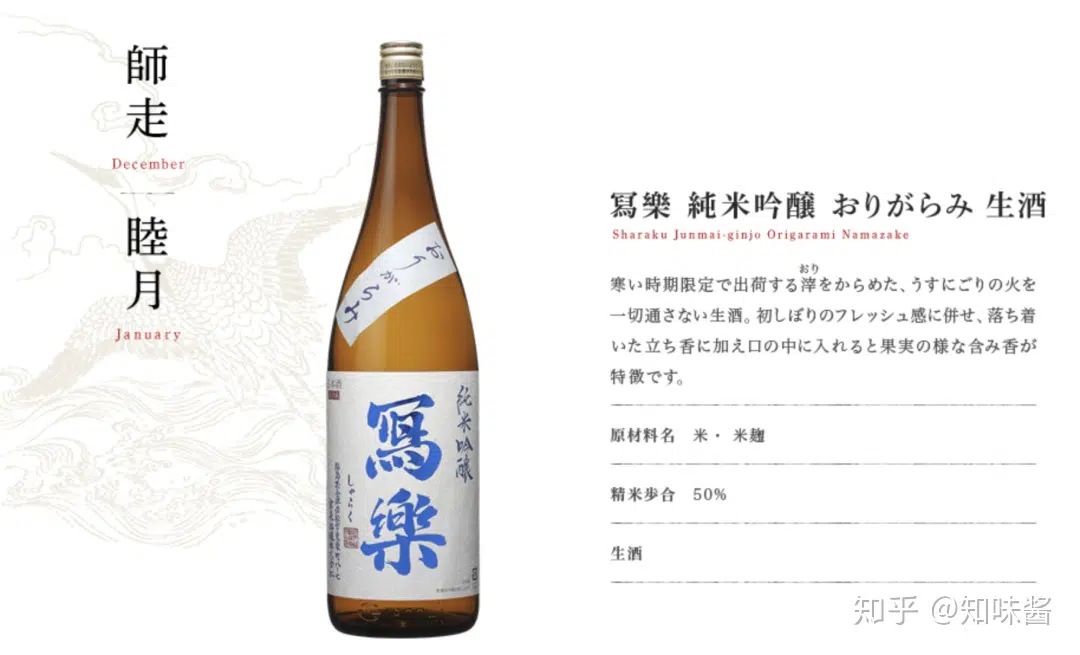 師走
December
睦月
January
おりがらみ
日本酒
純米吟醸
冩樂
しゃらく
冩樂 純米吟醸 おりがらみ 生酒
Sharaku Junmai-ginjo Origarami Namazake
おり
寒い時期限定で出荷する滓をからめた、うすにごりの火を
一切通さない生酒。初しぼりのフレッシュ感に併せ、落ち着
いた立ち香に加え口の中に入れると果実の様な含み香が
特徴です。
原材料名 米・ 米麹
精米歩合 50%
生酒
知乎 @知味酱